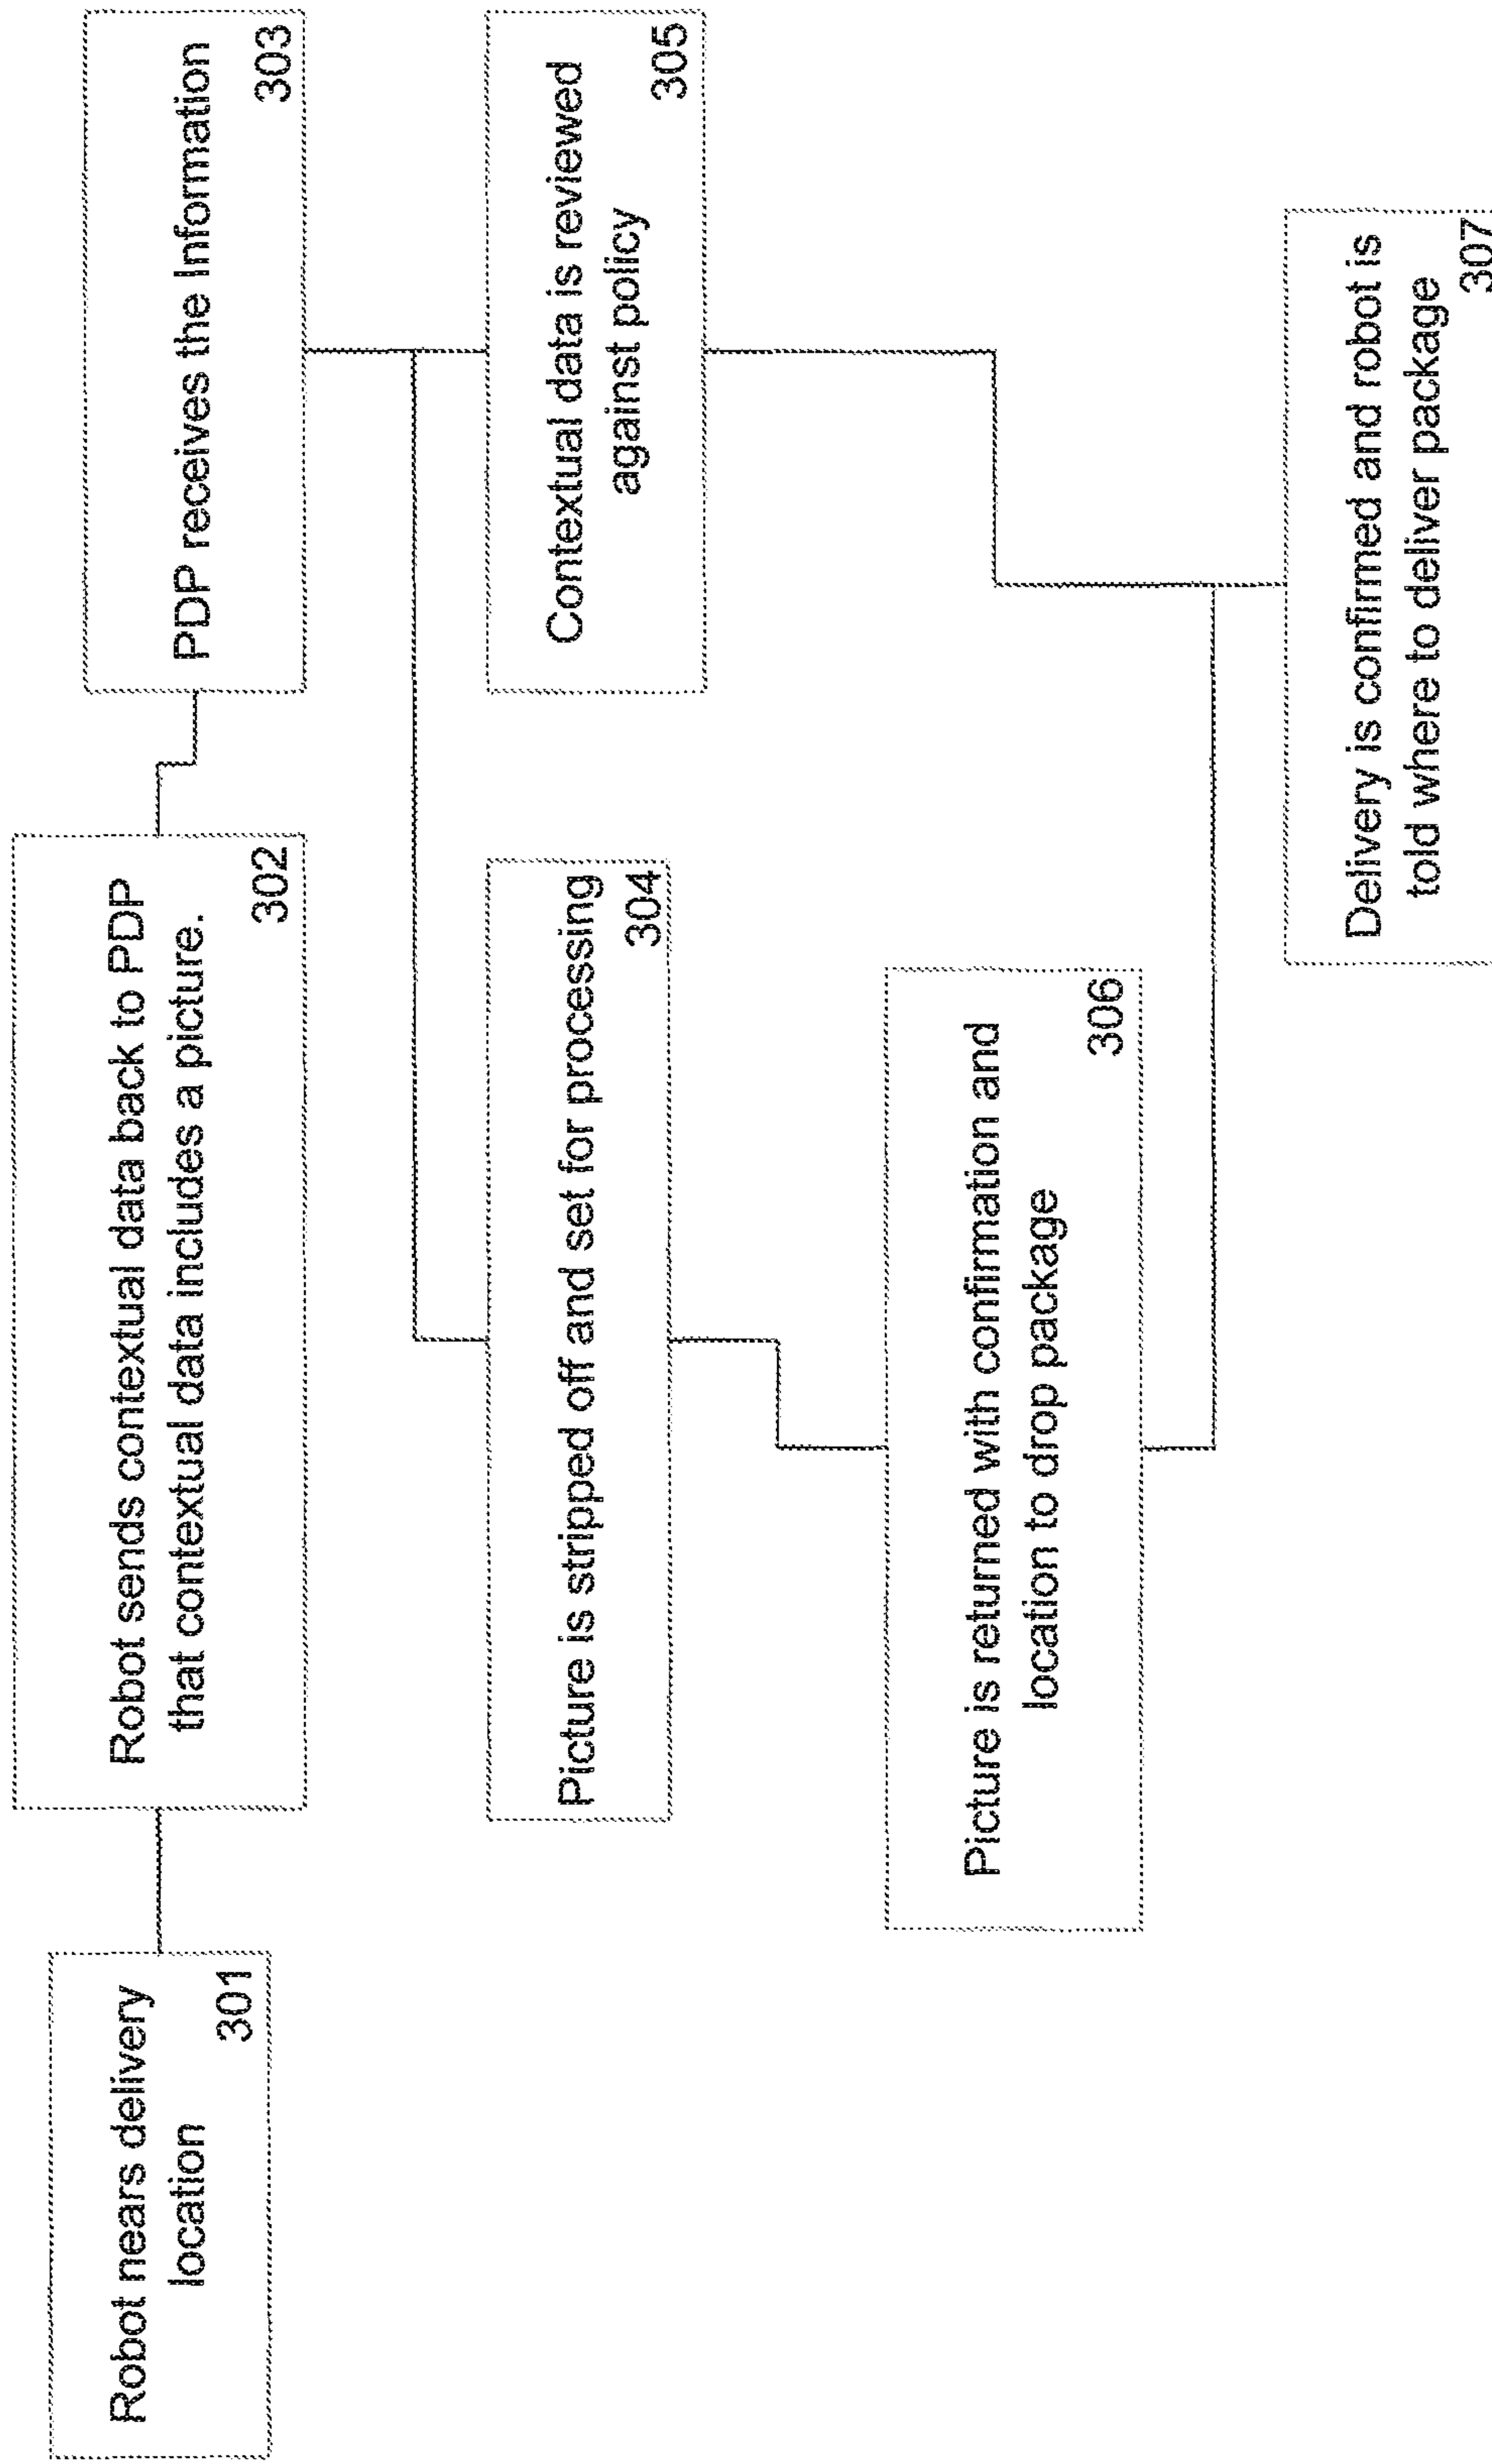 Robot nears delivery
location
301
Robot sends contextual data back to PDP
that contextual data includes a picture.
302
PDP receives the Information
303
Picture is stripped off and set for processing
304
Contextual data is reviewed
against policy
305
Picture is returned with confirmation and
location to drop package
306
Delivery is confirmed and robot is
told where to deliver package
307